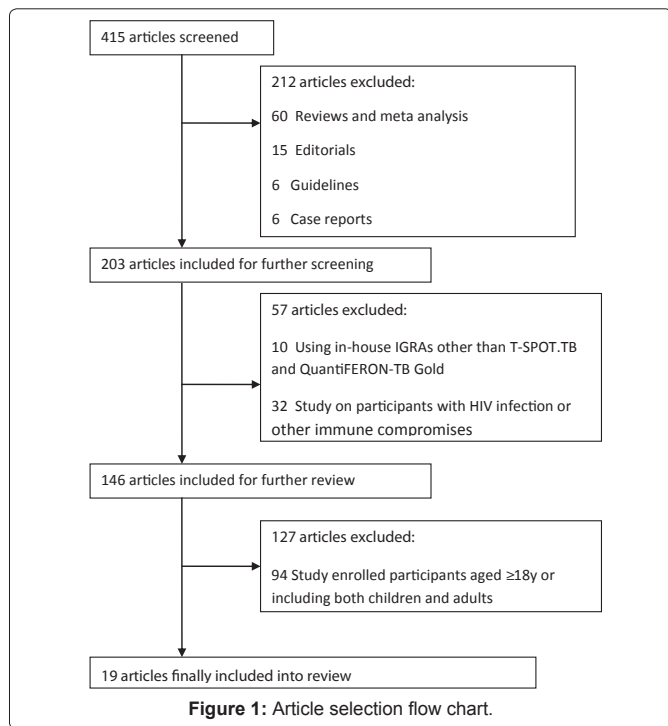 415 articles screened
212 articles excluded:
60 Reviews and meta analysis
15 Editorials
6 Guidelines
6 Case reports
203 articles included for further screening
57 articles excluded:
10 Using in-house IGRAs other than T-SPOT.TB
and QuantiFERON-TB Gold
32 Study on participants with HIV infection or
other immune compromises
146 articles included for further review
127 articles excluded:
94 Study enrolled participants aged ≥18y or
including both children and adults
19 articles finally included into review
Figure 1: Article selection flow chart.